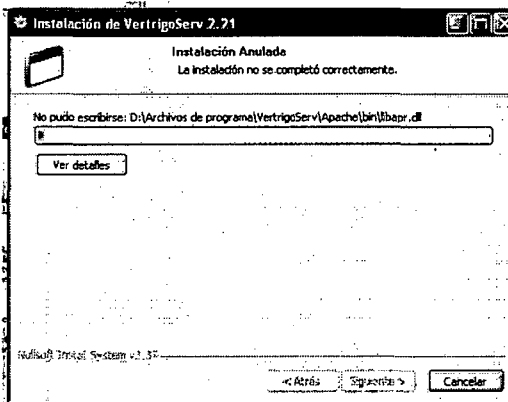 Instalación de VertrigoServ 2.21
Instalación Anulada
La instalación no se completó correctamente.
No pudo escribirse: D:\Archivos de programa\VertrigoServ\Apache\bin\libapr.dll
Ver detalles
Nullsoft Install System
< Atrás Siguiente > Cancelar